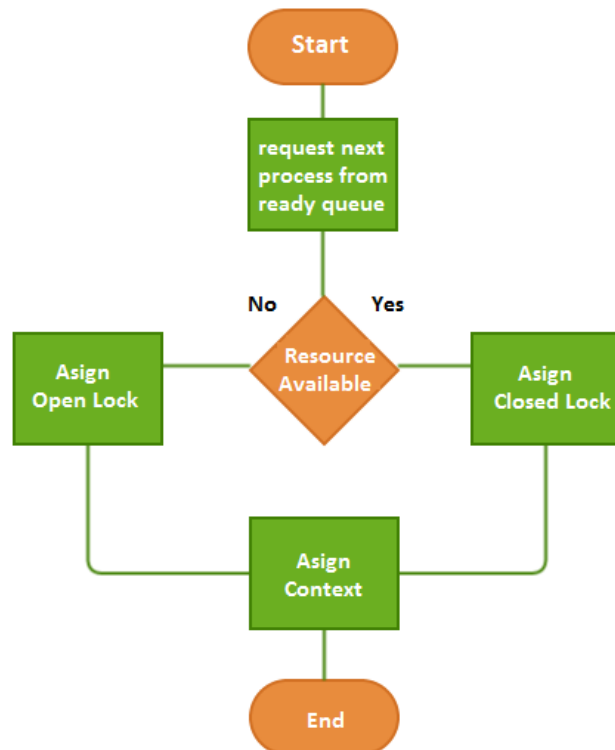 Start
request next
process from
ready queue
No
Yes
Resource
Available
Asign
Open Lock
Asign
Closed Lock
Asign
Context
End